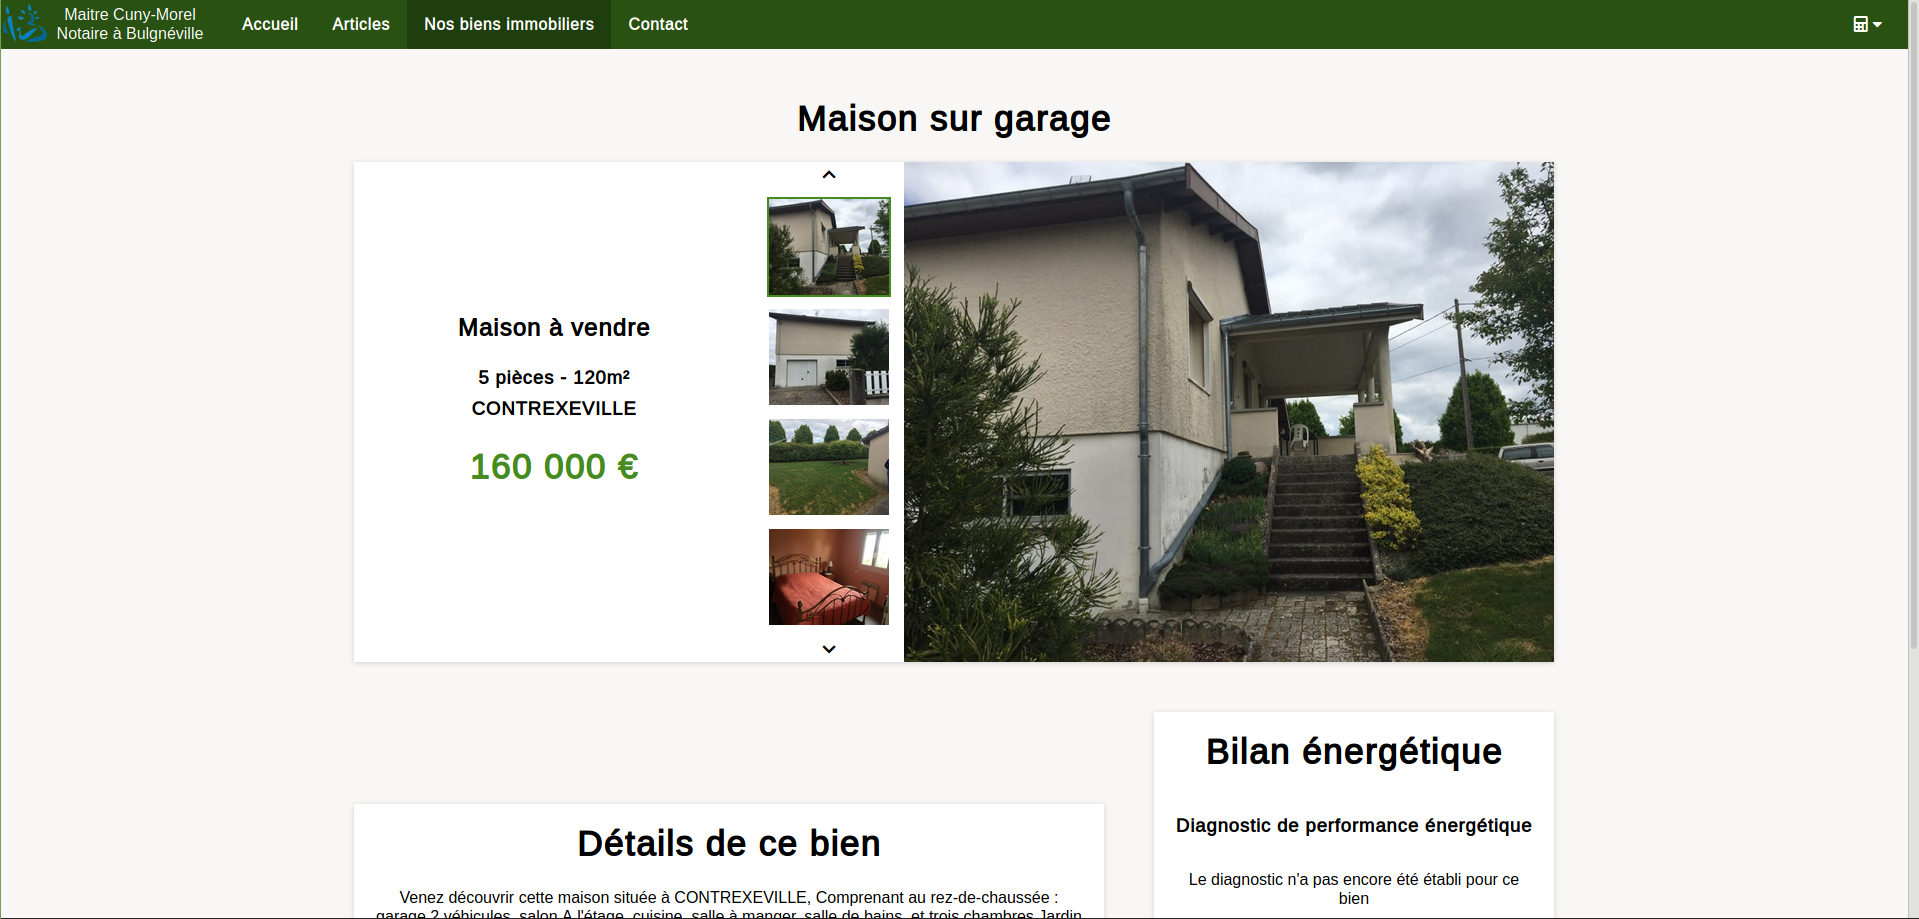 Maitre Cuny-Morel
Notaire à Bulgnéville
Accueil
Articles
Nos biens immobiliers
Contact
Maison sur garage
Maison à vendre
5 pièces - 120m²
CONTREXEVILLE
160 000 €
Bilan énergétique
Diagnostic de performance énergétique
Le diagnostic n'a pas encore été établi pour ce
bien
Détails de ce bien
Venez découvrir cette maison située à CONTREXEVILLE, Comprenant au rez-de-chaussée :
garage 2 véhicules, salon A l'étage, cuisine, salle à manger, salle de bains, et trois chambres Jardin